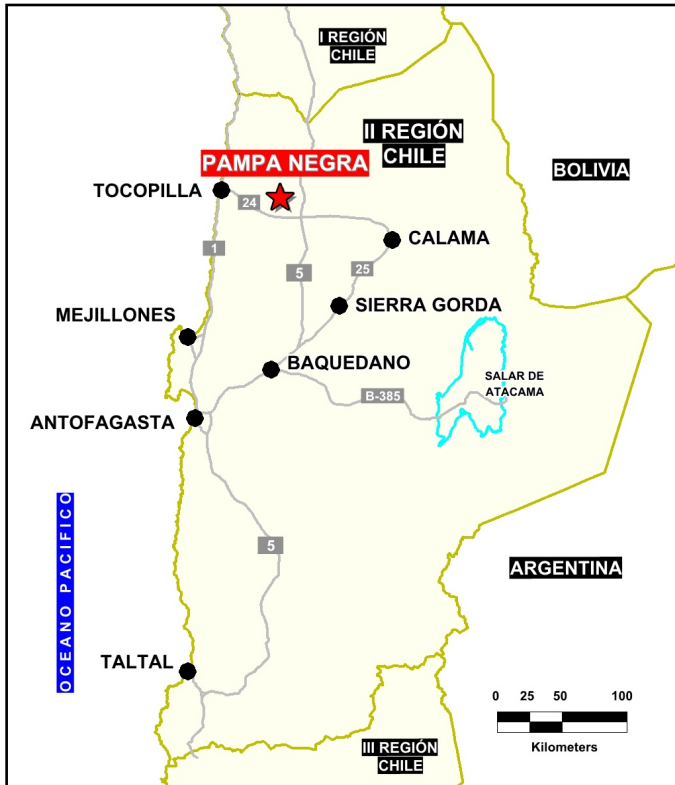 I REGIÓN
CHILE
II REGIÓN
CHILE
PAMPA NEGRA
BOLIVIA
TOCOPILLA
24
CALAMA
1
5
25
SIERRA GORDA
MEJILLONES
BAQUEDANO
SALAR DE
ATACAMA
B-385
ANTOFAGASTA
OCEANO PACIFICO
5
ARGENTINA
TALTAL
0 25 50 100
Kilometers
III REGIÓN
CHILE